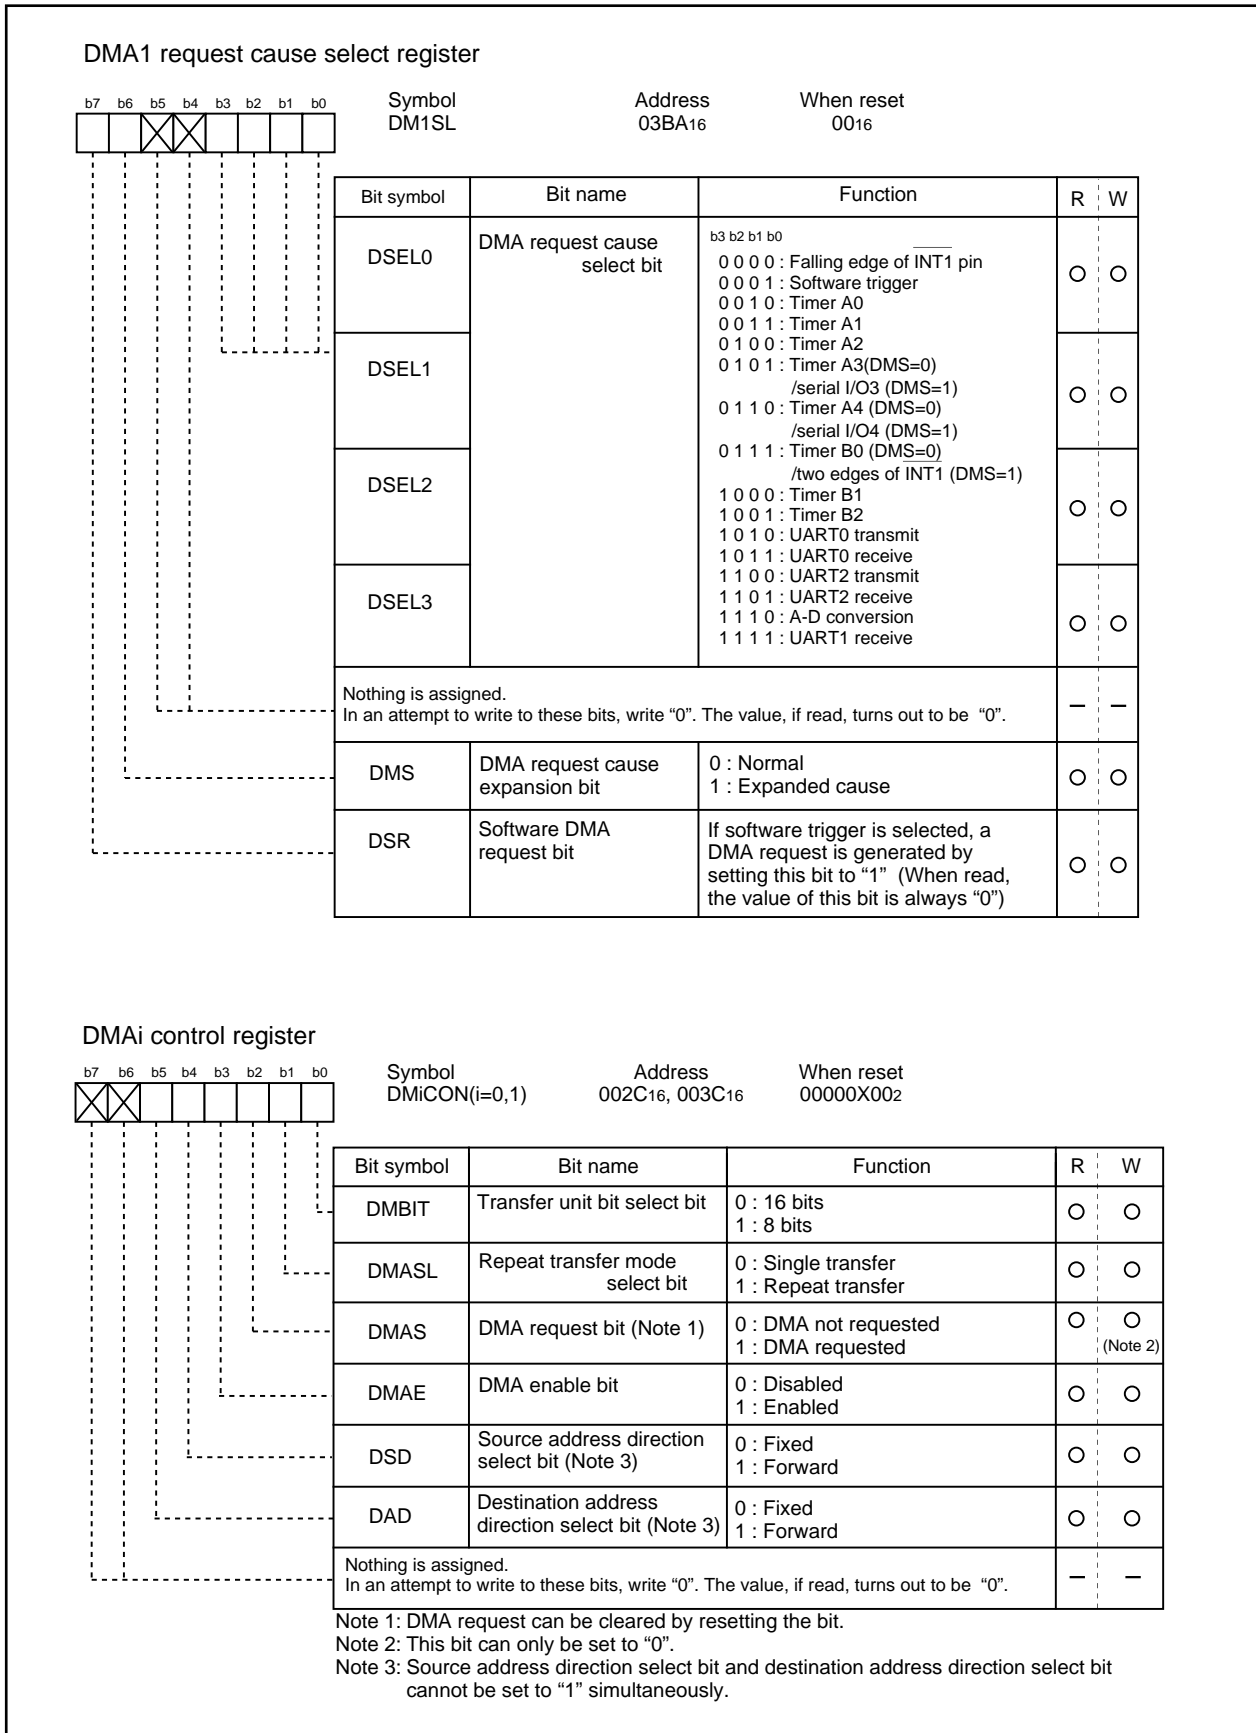 DMA1 request cause select register
b7 b6 b5 b4 b3 b2 b1 b0
Symbol Address When reset
DM1SL 03BA16 0016
Bit symbol Bit name Function R W
DSEL0
DMA request cause
select bit
b3 b2 b1 b0
0 0 0 0 : Falling edge of INT1 pin
0 0 0 1 : Software trigger
0 0 1 0 : Timer A0
0 0 1 1 : Timer A1
0 1 0 0 : Timer A2
0 1 0 1 : Timer A3(DMS=0)
/serial I/O3 (DMS=1)
0 1 1 0 : Timer A4 (DMS=0)
/serial I/O4 (DMS=1)
0 1 1 1 : Timer B0 (DMS=0)
/two edges of INT1 (DMS=1)
1 0 0 0 : Timer B1
1 0 0 1 : Timer B2
1 0 1 0 : UART0 transmit
1 0 1 1 : UART0 receive
1 1 0 0 : UART2 transmit
1 1 0 1 : UART2 receive
1 1 1 0 : A-D conversion
1 1 1 1 : UART1 receive
DSEL1
DSEL2
DSEL3
Nothing is assigned.
In an attempt to write to these bits, write “0”. The value, if read, turns out to be “0”.
– –
DMS
DMA request cause
expansion bit
0 : Normal
1 : Expanded cause
DSR
Software DMA
request bit
If software trigger is selected, a
DMA request is generated by
setting this bit to “1” (When read,
the value of this bit is always “0”)
DMAi control register
b7 b6 b5 b4 b3 b2 b1 b0
Symbol Address When reset
DMiCON(i=0,1) 002C16, 003C16 00000X002
Bit symbol Bit name Function R W
DMBIT
Transfer unit bit select bit
0 : 16 bits
1 : 8 bits
DMASL
Repeat transfer mode
select bit
0 : Single transfer
1 : Repeat transfer
DMAS
DMA request bit (Note 1)
0 : DMA not requested
1 : DMA requested
(Note 2)
DMAE
DMA enable bit
0 : Disabled
1 : Enabled
DSD
Source address direction
select bit (Note 3)
0 : Fixed
1 : Forward
DAD
Destination address
direction select bit (Note 3)
0 : Fixed
1 : Forward
Nothing is assigned.
In an attempt to write to these bits, write “0”. The value, if read, turns out to be “0”.
– –
Note 1: DMA request can be cleared by resetting the bit.
Note 2: This bit can only be set to “0”.
Note 3: Source address direction select bit and destination address direction select bit
cannot be set to “1” simultaneously.